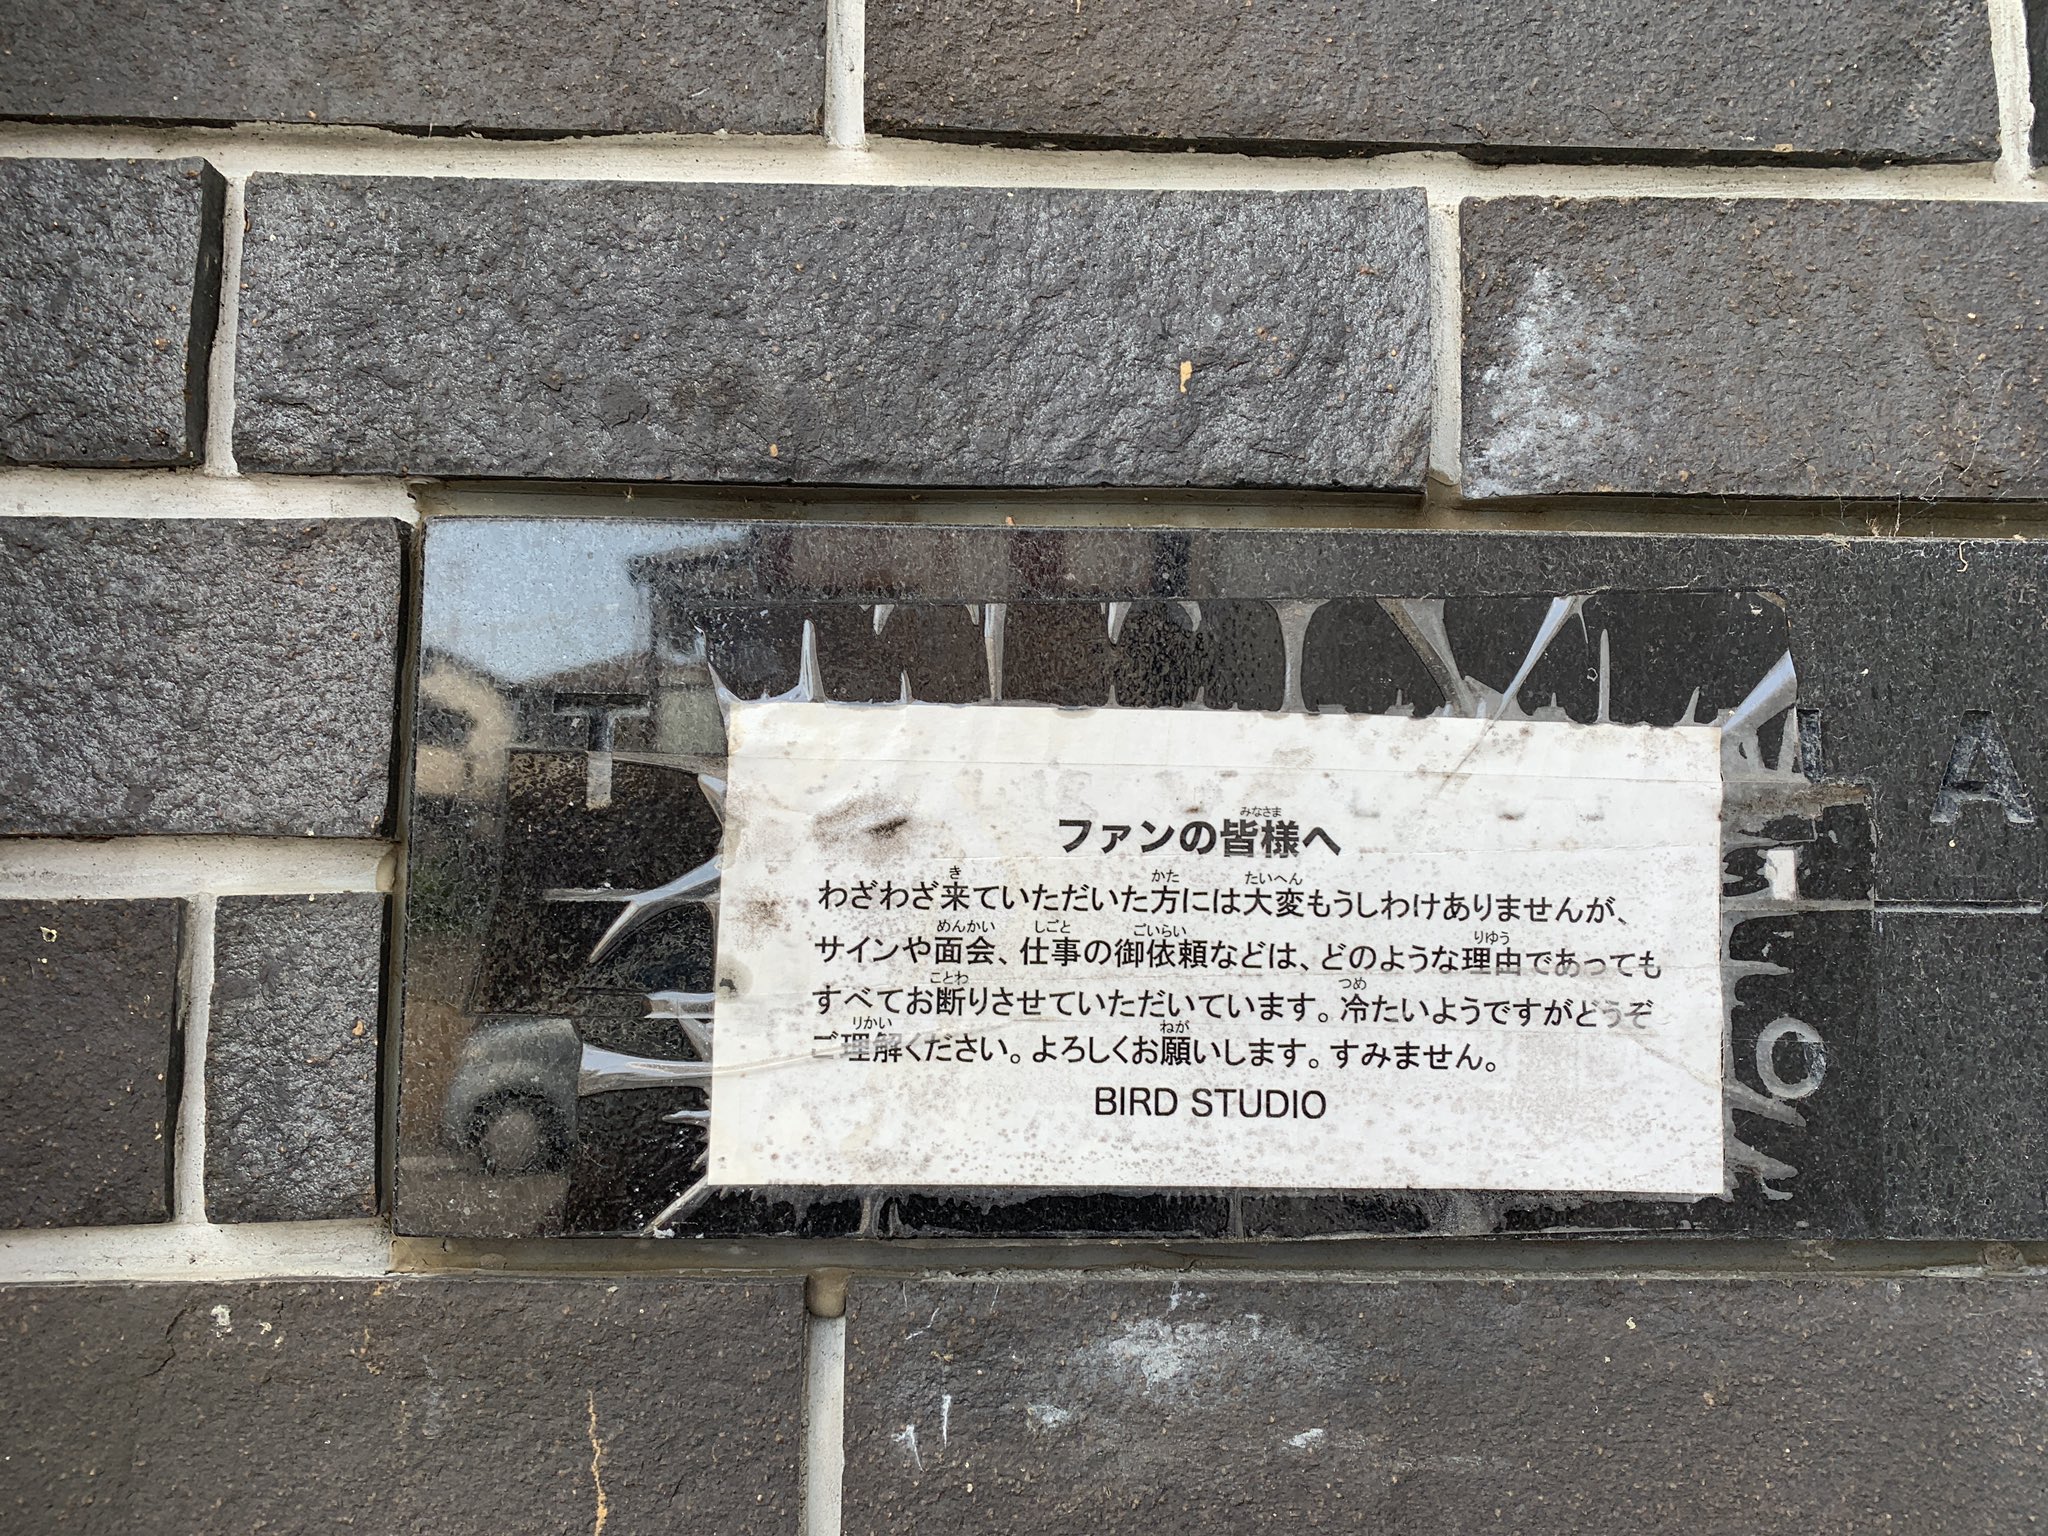 T
A
O
ファンの皆様へ
わざわざ来ていただいた方には大変もうしわけありませんが、
サインや面会、仕事の御依頼などは、どのような理由であっても
すべてお断りさせていただいています。冷たいようですがどうぞ
ご理解ください。よろしくお願いします。すみません。
BIRD STUDIO